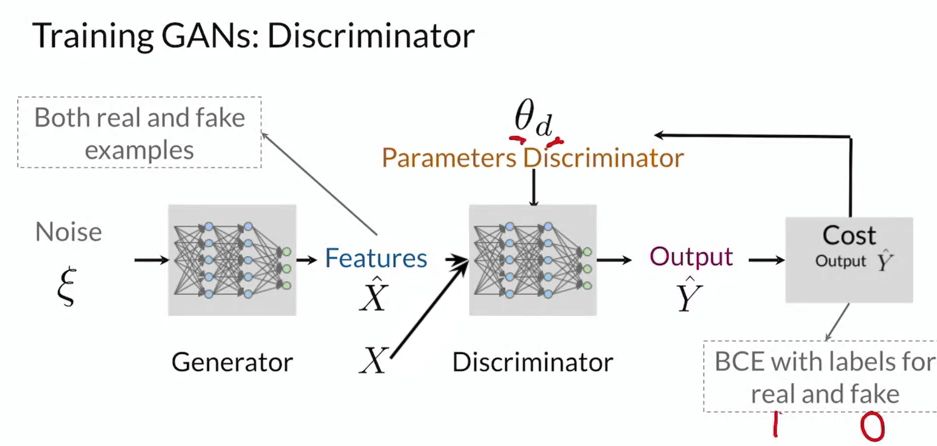 Training GANs: Discriminator
Both real and fake
examples
θ_d
Parameters Discriminator
Noise
ξ
Features
X̂
X
Output
Ŷ
Cost
Output Ŷ
Generator
Discriminator
BCE with labels for
real and fake
1 0